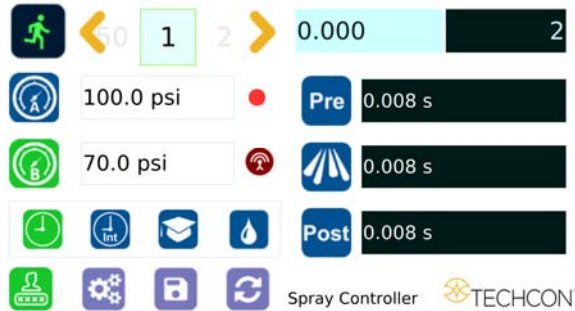 50 1 2 0.000 2
A 100.0 psi Pre 0.008 s
B 70.0 psi 0.008 s
Int Post 0.008 s
Spray Controller TECHCON